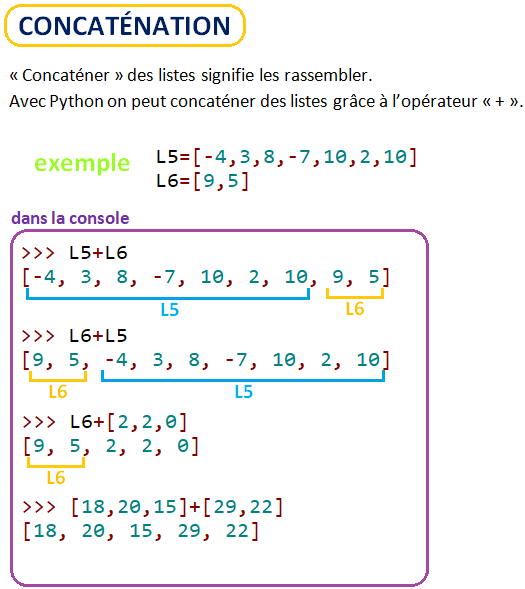 CONCATÉNATION
« Concaténer » des listes signifie les rassembler.
Avec Python on peut concaténer des listes grâce à l’opérateur « + ».
exemple
L5=[-4,3,8,-7,10,2,10]
L6=[9,5]
dans la console
>>> L5+L6
[-4, 3, 8, -7, 10, 2, 10, 9, 5]
L5 L6
>>> L6+L5
[9, 5, -4, 3, 8, -7, 10, 2, 10]
L6 L5
>>> L6+[2,2,0]
[9, 5, 2, 2, 0]
L6
>>> [18,20,15]+[29,22]
[18, 20, 15, 29, 22]